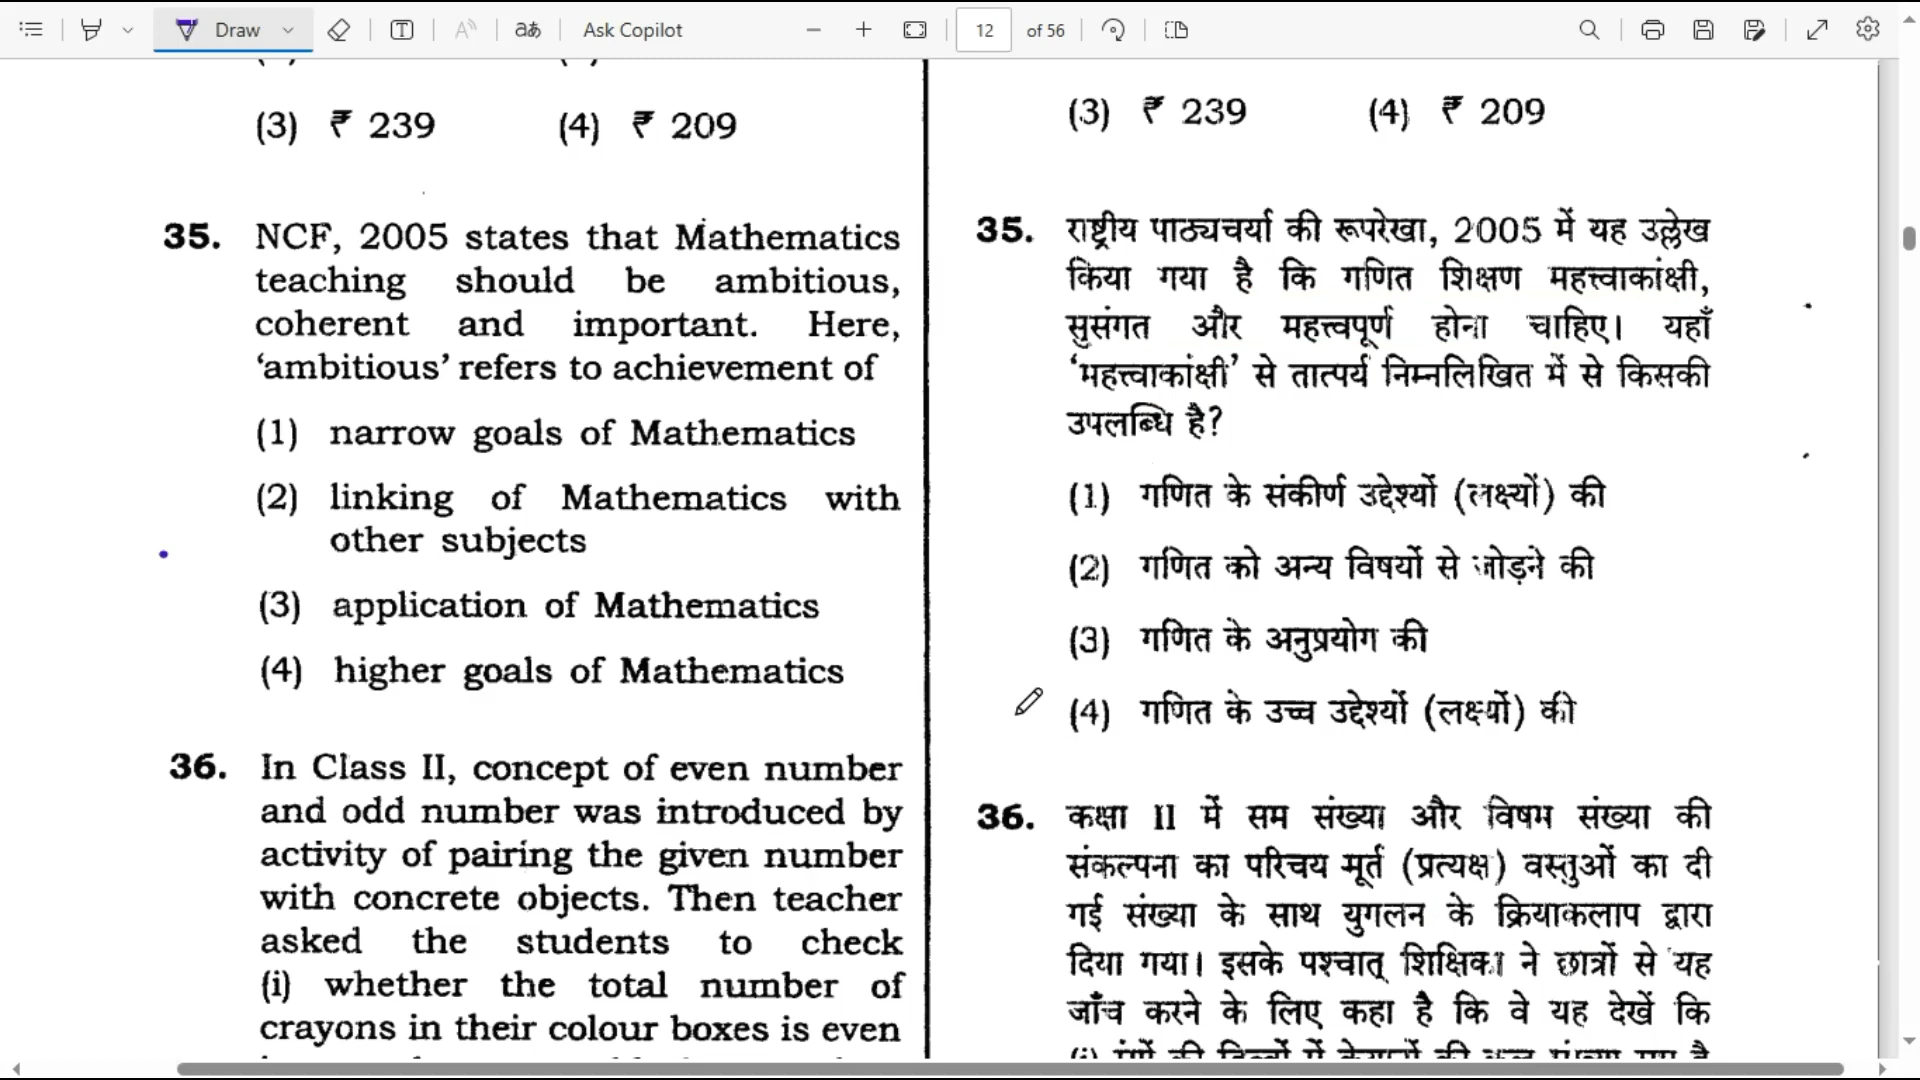 Draw
Ask Copilot
12 of 56
(3) ₹ 239 (4) ₹ 209
35. NCF, 2005 states that Mathematics
teaching should be ambitious,
coherent and important. Here,
‘ambitious’ refers to achievement of
(1) narrow goals of Mathematics
(2) linking of Mathematics with
other subjects
(3) application of Mathematics
(4) higher goals of Mathematics
36. In Class II, concept of even number
and odd number was introduced by
activity of pairing the given number
with concrete objects. Then teacher
asked the students to check
(i) whether the total number of
crayons in their colour boxes is even
(3) ₹ 239 (4) ₹ 209
35. राष्ट्रीय पाठ्यचर्या की रूपरेखा, 2005 में यह उल्लेख
किया गया है कि गणित शिक्षण महत्त्वाकांक्षी,
सुसंगत और महत्त्वपूर्ण होना चाहिए। यहाँ
‘महत्त्वाकांक्षी’ से तात्पर्य निम्नलिखित में से किसकी
उपलब्धि है?
(1) गणित के संकीर्ण उद्देश्यों (लक्ष्यों) की
(2) गणित को अन्य विषयों से जोड़ने की
(3) गणित के अनुप्रयोग की
(4) गणित के उच्च उद्देश्यों (लक्ष्यों) की
36. कक्षा II में सम संख्या और विषम संख्या की
संकल्पना का परिचय मूर्त (प्रत्यक्ष) वस्तुओं का दी
गई संख्या के साथ युगलन के क्रियाकलाप द्वारा
दिया गया। इसके पश्चात् शिक्षिका ने छात्रों से यह
जाँच करने के लिए कहा है कि वे यह देखें कि